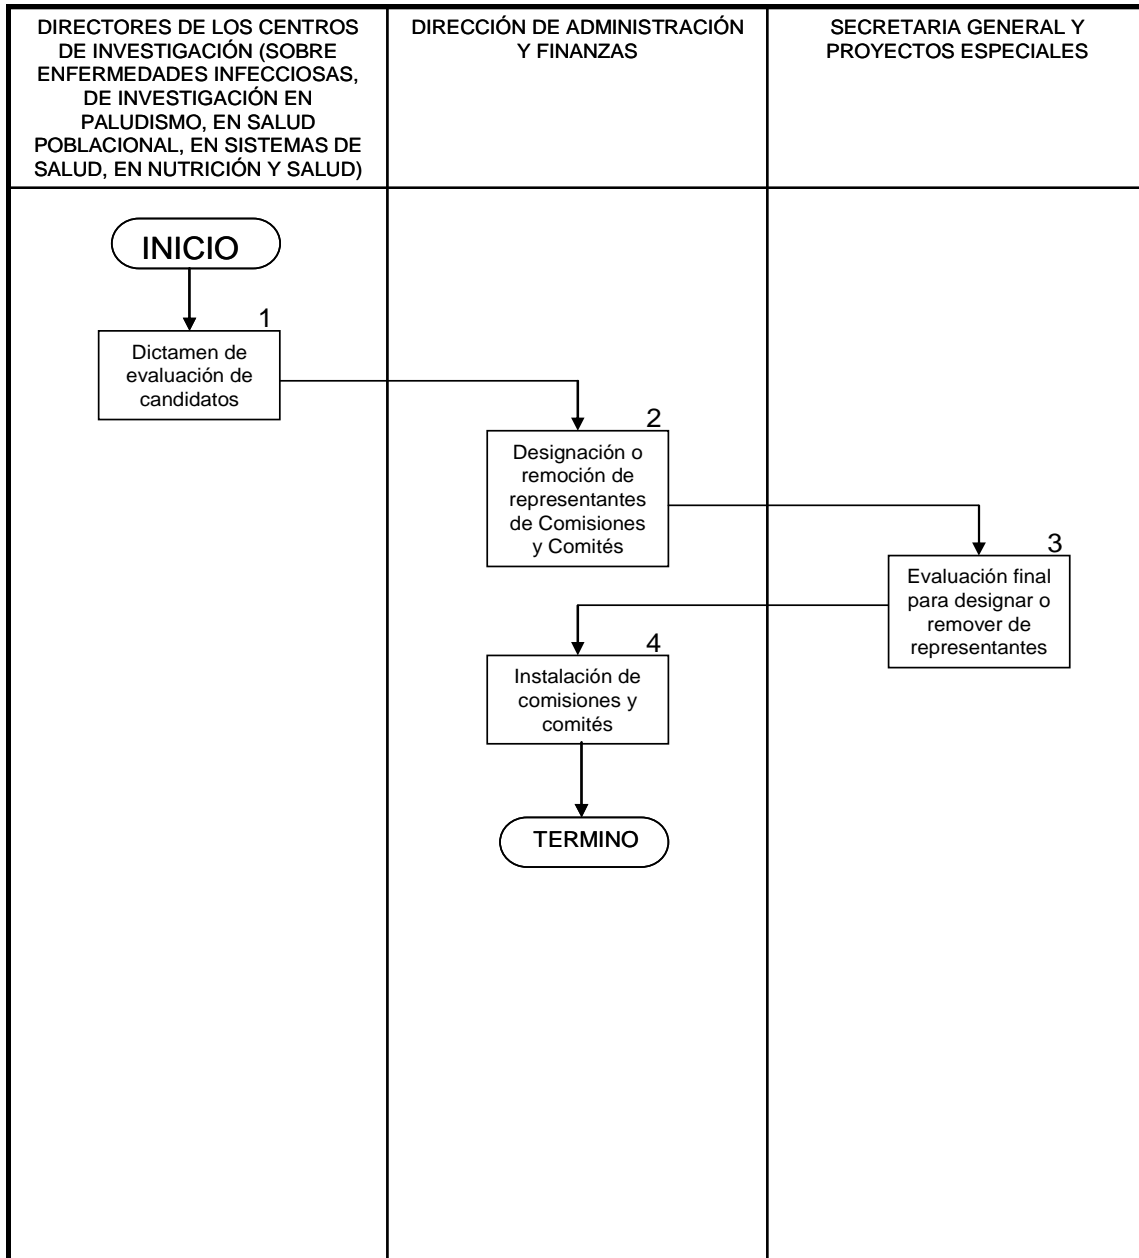 DIRECTORES DE LOS CENTROS
DE INVESTIGACIÓN (SOBRE
ENFERMEDADES INFECCIOSAS,
DE INVESTIGACIÓN EN
PALUDISMO, EN SALUD
POBLACIONAL, EN SISTEMAS DE
SALUD, EN NUTRICIÓN Y SALUD)
DIRECCIÓN DE ADMINISTRACIÓN
Y FINANZAS
SECRETARIA GENERAL Y
PROYECTOS ESPECIALES
INICIO
1
Dictamen de
evaluación de
candidatos
2
Designación o
remoción de
representantes
de Comisiones
y Comités
3
Evaluación final
para designar o
remover de
representantes
4
Instalación de
comisiones y
comités
TERMINO